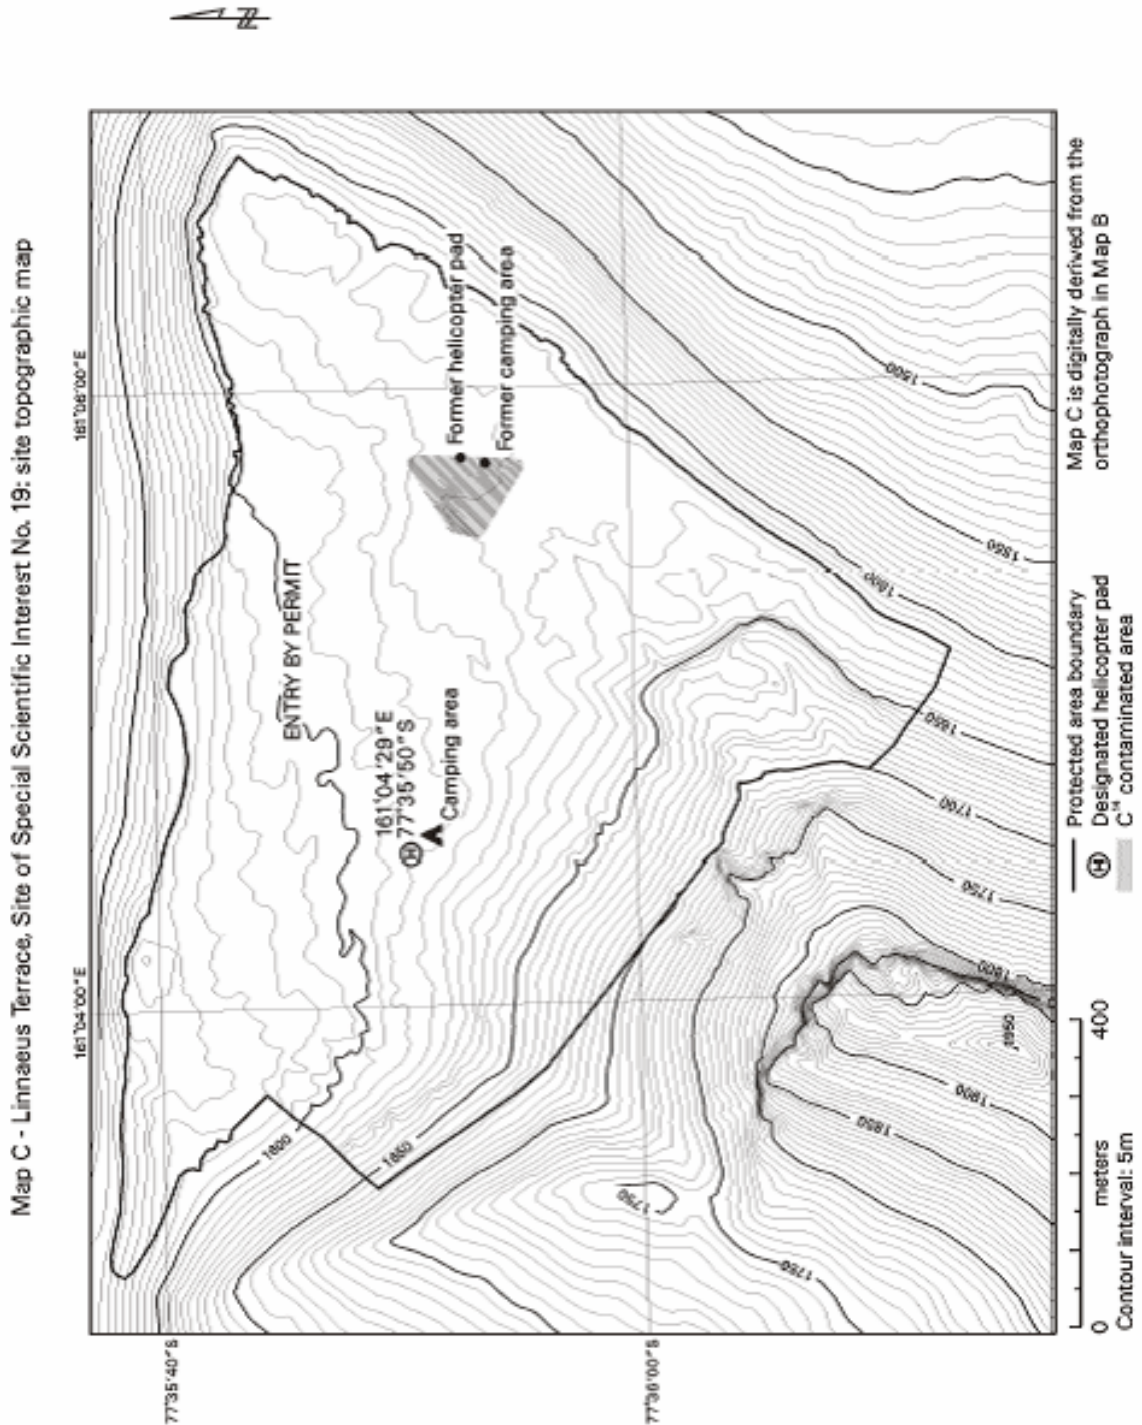 Map C - Linnaeus Terrace, Site of Special Scientific Interest No. 19: site topographic map
N
161°04'00"E
161°06'00"E
77°35'40"S
77°36'00"S
ENTRY BY PERMIT
161°04'29"E
77°35'50"S
H
Camping area
Former helicopter pad
Former camping area
1600
1650
1750
1750
1850
1900
1950
1800
1750
1700
1650
1600
1550
1500
0 meters 400
Contour interval: 5m
Protected area boundary
H Designated helicopter pad
C¹⁴ contaminated area
Map C is digitally derived from the
orthophotograph in Map B